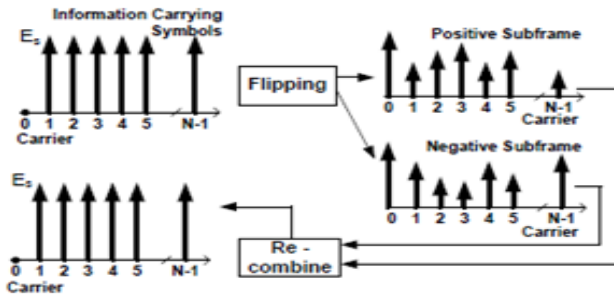 Information Carrying
Symbols
Es
0 1 2 3 4 5 N-1
Carrier
Flipping
Positive Subframe
0 1 2 3 4 5 N-1
Carrier
Negative Subframe
0 1 2 3 4 5 N-1
Carrier
Es
0 1 2 3 4 5 N-1
Carrier
Re -
combine